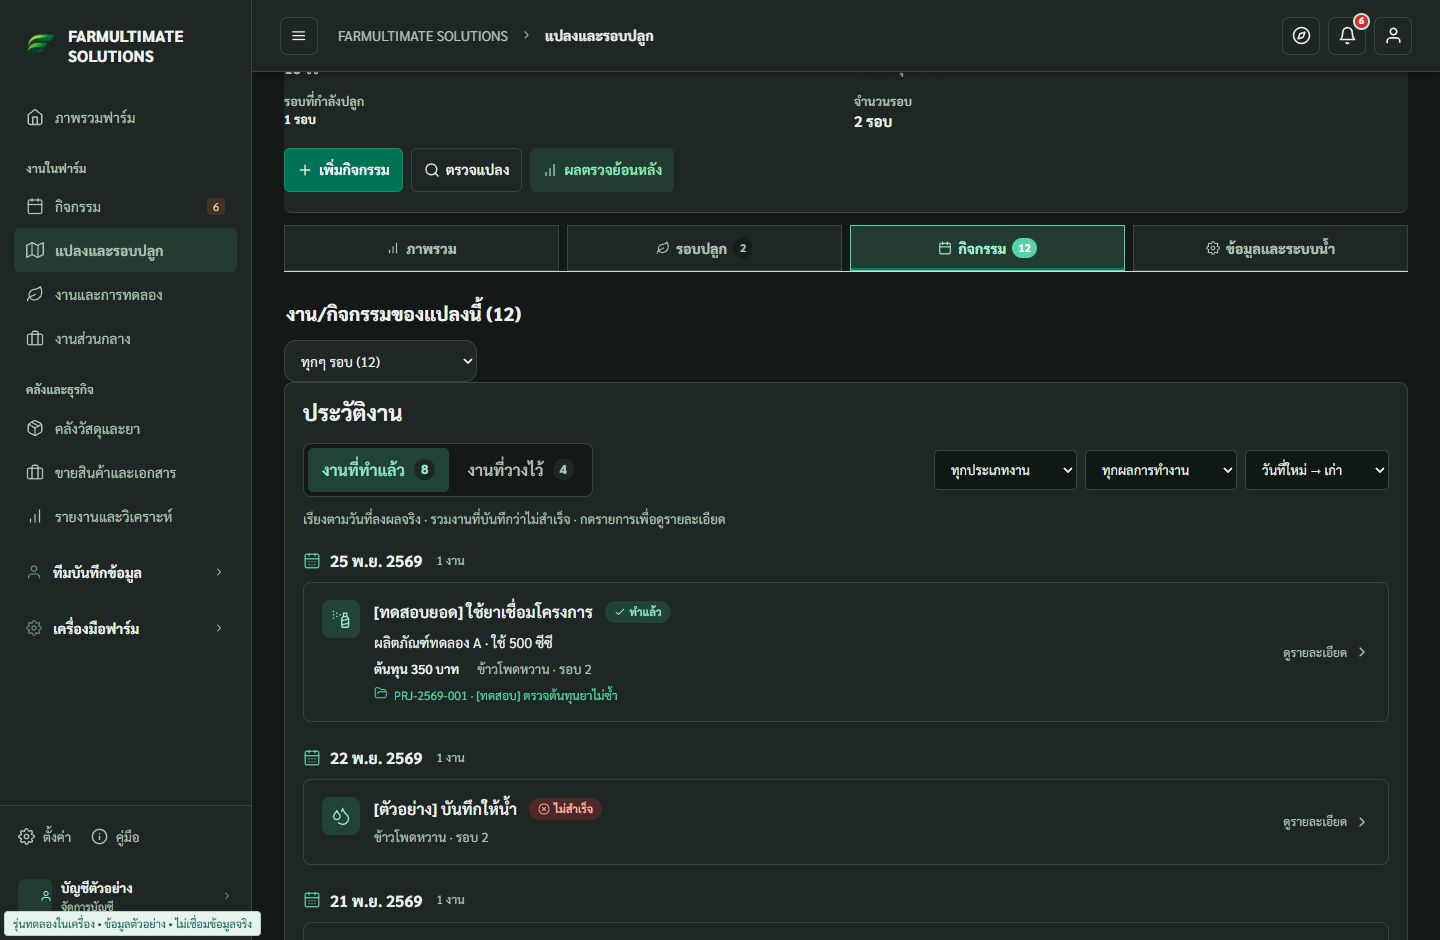 FARMULTIMATE
SOLUTIONS
ภาพรวมฟาร์ม
งานในฟาร์ม
กิจกรรม 6
แปลงและรอบปลูก
งานและการทดลอง
งานส่วนกลาง
คลังและธุรกิจ
คลังวัสดุและยา
ขายสินค้าและเอกสาร
รายงานและวิเคราะห์
ทีมบันทึกข้อมูล
เครื่องมือฟาร์ม
ตั้งค่า คู่มือ
บัญชีตัวอย่าง
จัดการบัญชี
รุ่นทดลองในเครื่อง • ข้อมูลตัวอย่าง • ไม่เชื่อมข้อมูลจริง
FARMULTIMATE SOLUTIONS > แปลงและรอบปลูก
6
รอบที่กำลังปลูก
1 รอบ
จำนวนรอบ
2 รอบ
เพิ่มกิจกรรม ตรวจแปลง ผลตรวจย้อนหลัง
ภาพรวม รอบปลูก 2 กิจกรรม 12 ข้อมูลและระบบน้ำ
งาน/กิจกรรมของแปลงนี้ (12)
ทุกๆ รอบ (12)
ประวัติงาน
งานที่ทำแล้ว 8 งานที่วางไว้ 4
ทุกประเภทงาน ทุกผลการทำงาน วันที่ใหม่ → เก่า
เรียงตามวันที่ลงผลจริง · รวมงานที่บันทึกว่าไม่สำเร็จ · กดรายการเพื่อดูรายละเอียด
25 พ.ย. 2569 1 งาน
[ทดสอบยอด] ใช้ยาเชื่อมโครงการ ทำแล้ว
ผลิตภัณฑ์ทดลอง A · ใช้ 500 ซีซี
ต้นทุน 350 บาท ข้าวโพดหวาน · รอบ 2
PRJ-2569-001 · [ทดสอบ] ตรวจต้นทุนยาไม่ซ้ำ
ดูรายละเอียด
22 พ.ย. 2569 1 งาน
[ตัวอย่าง] บันทึกให้น้ำ ไม่สำเร็จ
ข้าวโพดหวาน · รอบ 2
ดูรายละเอียด
21 พ.ย. 2569 1 งาน